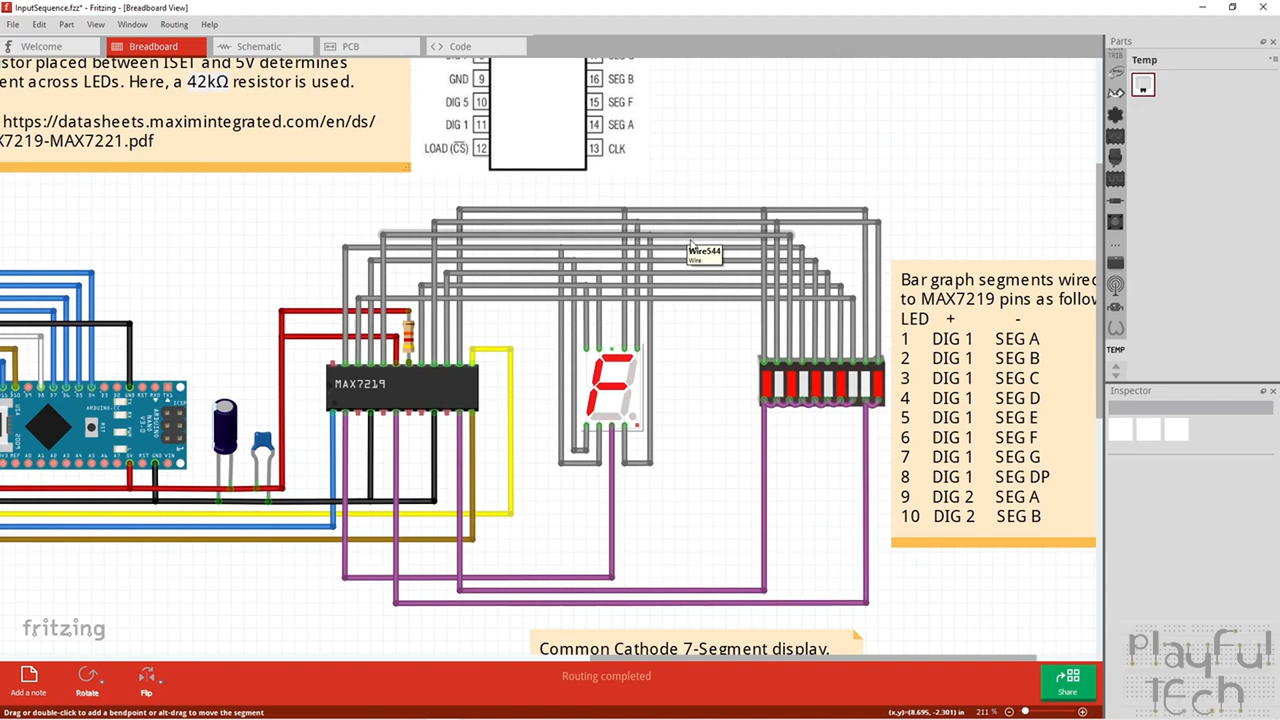 InputSequence.fzz* - Fritzing - [Breadboard View]
File Edit Part View Window Routing Help
Welcome Breadboard Schematic PCB Code
Parts
Temp
istor placed between ISET and 5V determines
ent across LEDs. Here, a 42kΩ resistor is used.
https://datasheets.maximintegrated.com/en/ds/
X7219-MAX7221.pdf
GND 9 16 SEG B
DIG 5 10 15 SEG F
DIG 1 11 14 SEG A
LOAD (CS) 12 13 CLK
Wire544
Wire
Bar graph segments wired
to MAX7219 pins as follow
LED + -
1 DIG 1 SEG A
2 DIG 1 SEG B
3 DIG 1 SEG C
4 DIG 1 SEG D
5 DIG 1 SEG E
6 DIG 1 SEG F
7 DIG 1 SEG G
8 DIG 1 SEG DP
9 DIG 2 SEG A
10 DIG 2 SEG B
MAX7219
ARDUINO.CC
TEMP
Inspector
fritzing
Common Cathode 7-Segment display.
Playful
Tech
Add a note Rotate Flip
Routing completed
Share
Drag or double-click to add a bendpoint or alt-drag to move the segment
(x,y)=(8.695, -2.301) in 211 %